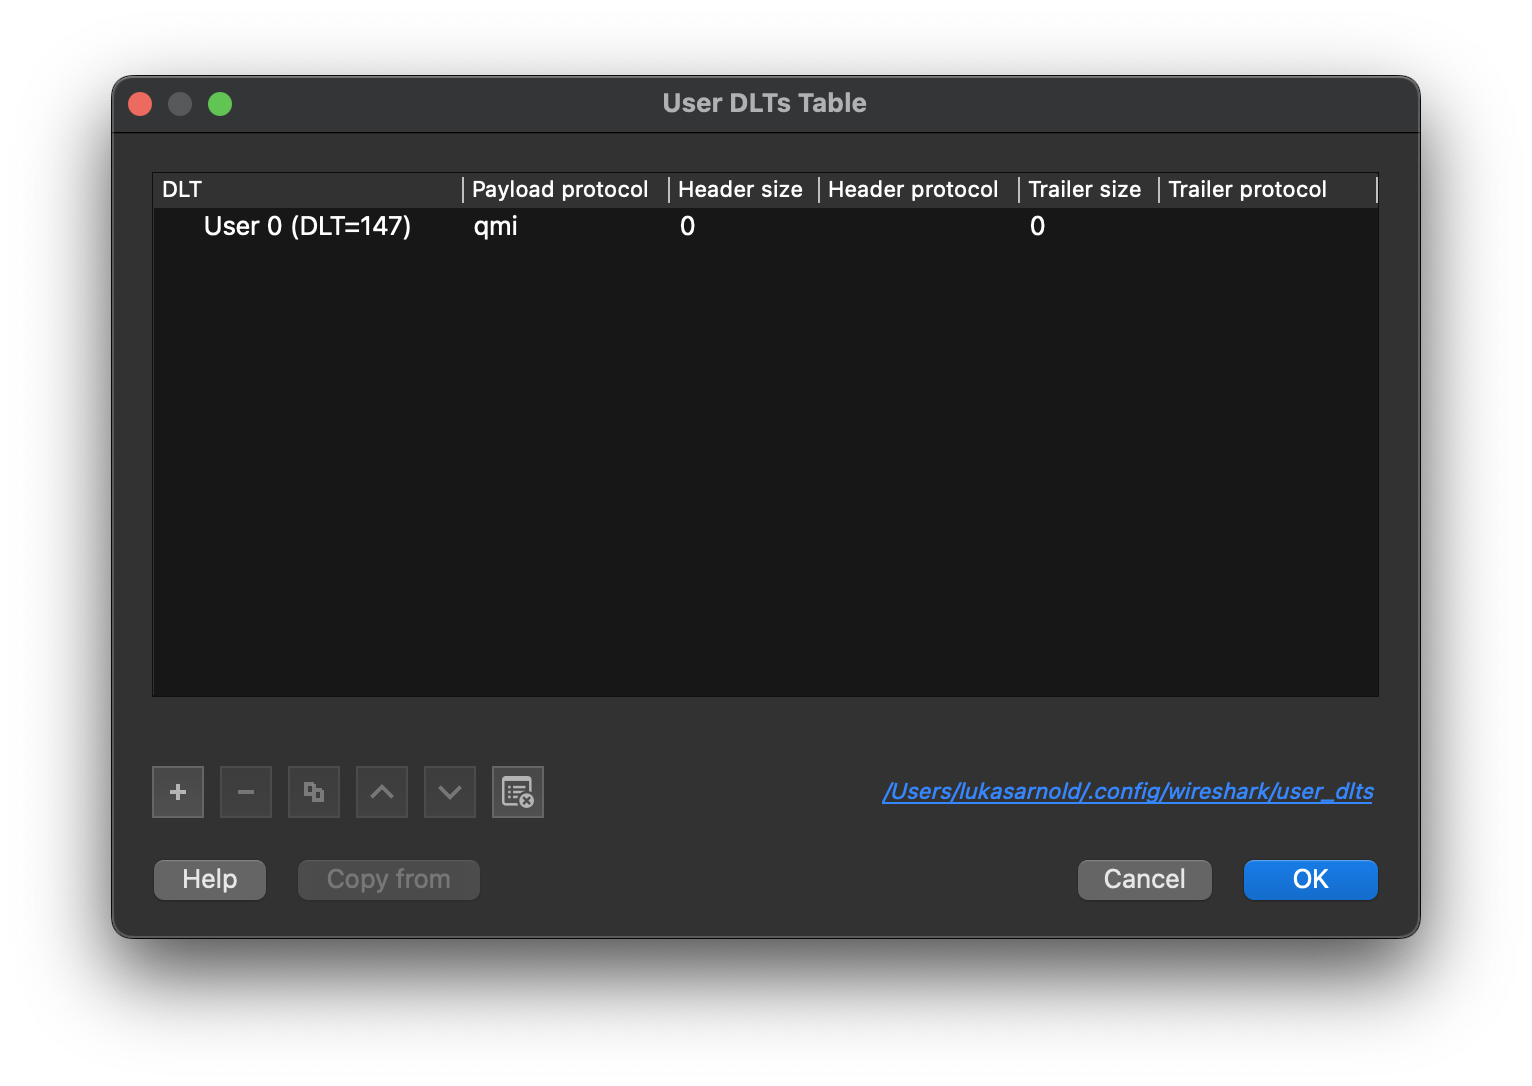 User DLTs Table
DLT Payload protocol Header size Header protocol Trailer size Trailer protocol
User 0 (DLT=147) qmi 0 0
/Users/lukasarnold/.config/wireshark/user_dlts
Help Copy from Cancel OK